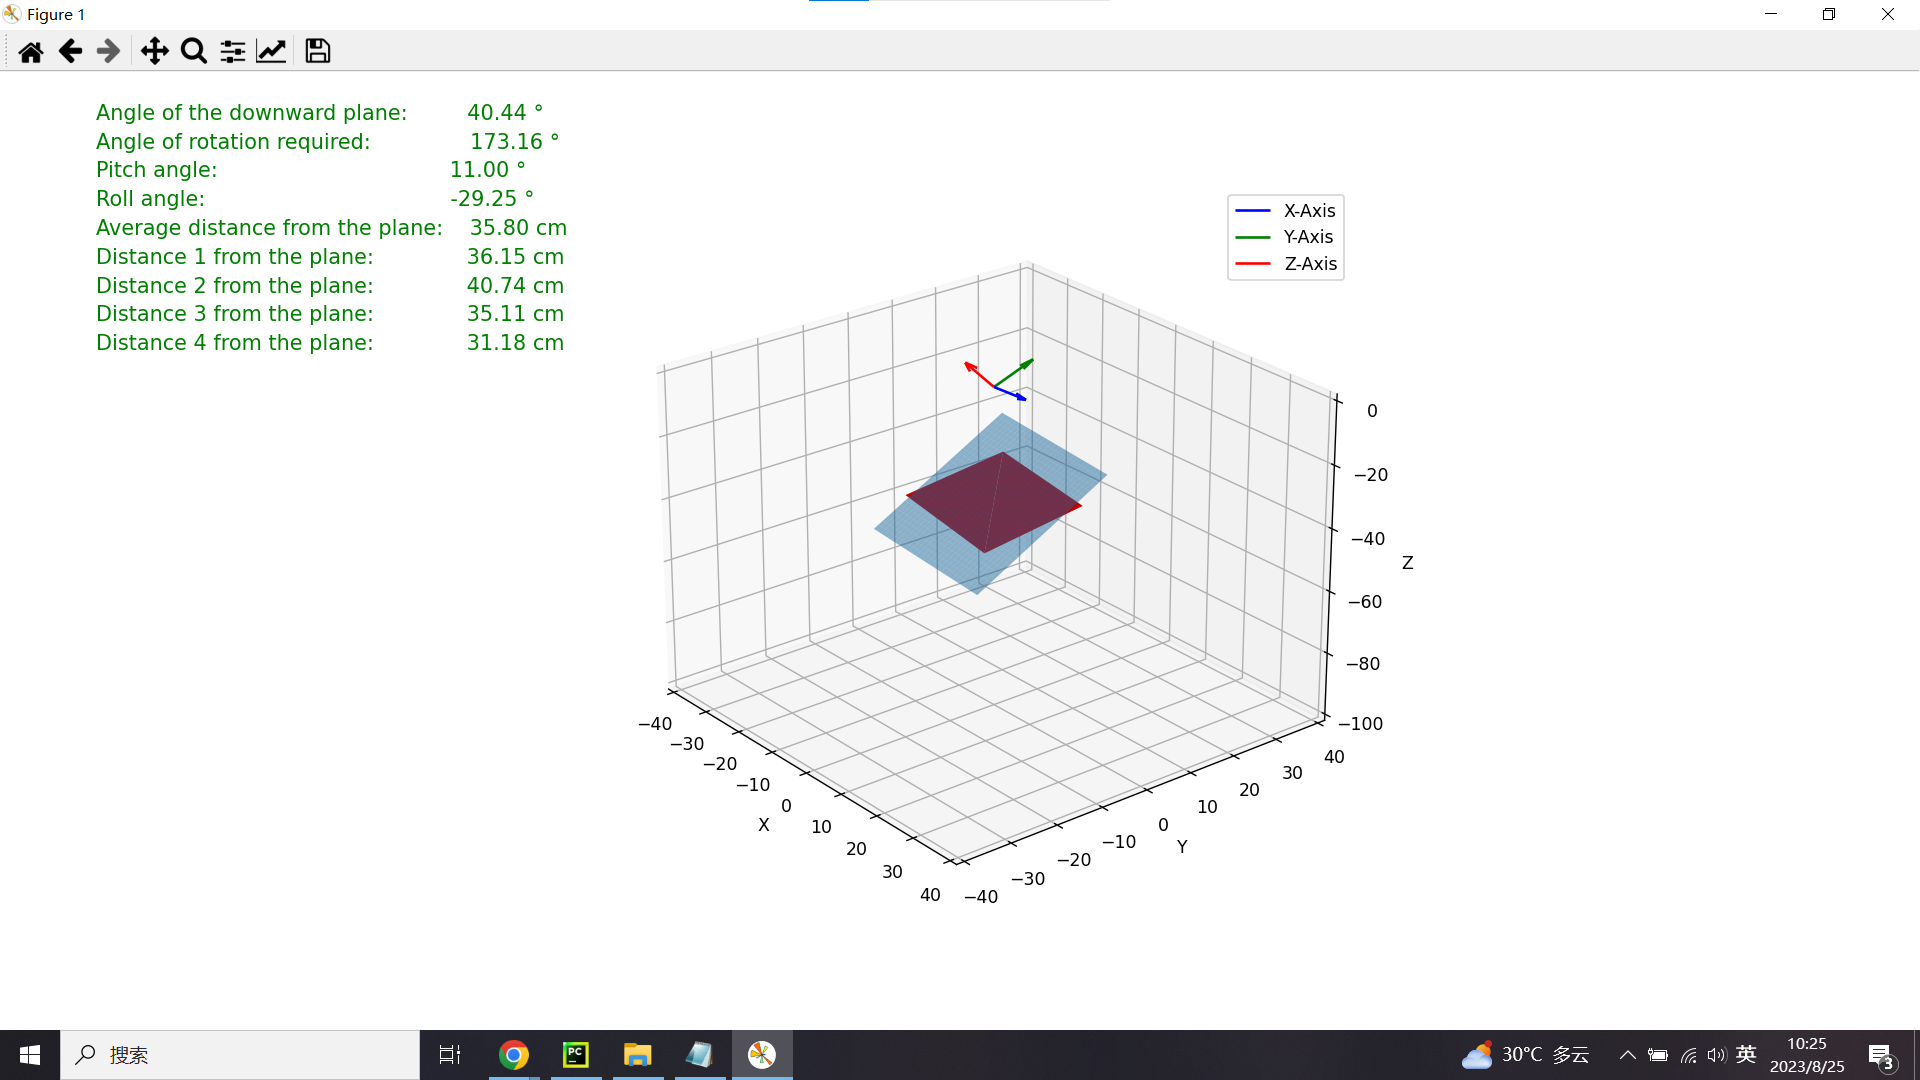 Figure 1
Angle of the downward plane: 40.44 °
Angle of rotation required: 173.16 °
Pitch angle: 11.00 °
Roll angle: -29.25 °
Average distance from the plane: 35.80 cm
Distance 1 from the plane: 36.15 cm
Distance 2 from the plane: 40.74 cm
Distance 3 from the plane: 35.11 cm
Distance 4 from the plane: 31.18 cm
X-Axis
Y-Axis
Z-Axis
0
−20
−40
Z
−60
−80
−100
−40
−30
−20
−10
0
X
10
20
30
40
−40
−30
−20
−10
0
Y
10
20
30
40
搜索
PC
30°C 多云
英
10:25
2023/8/25
3